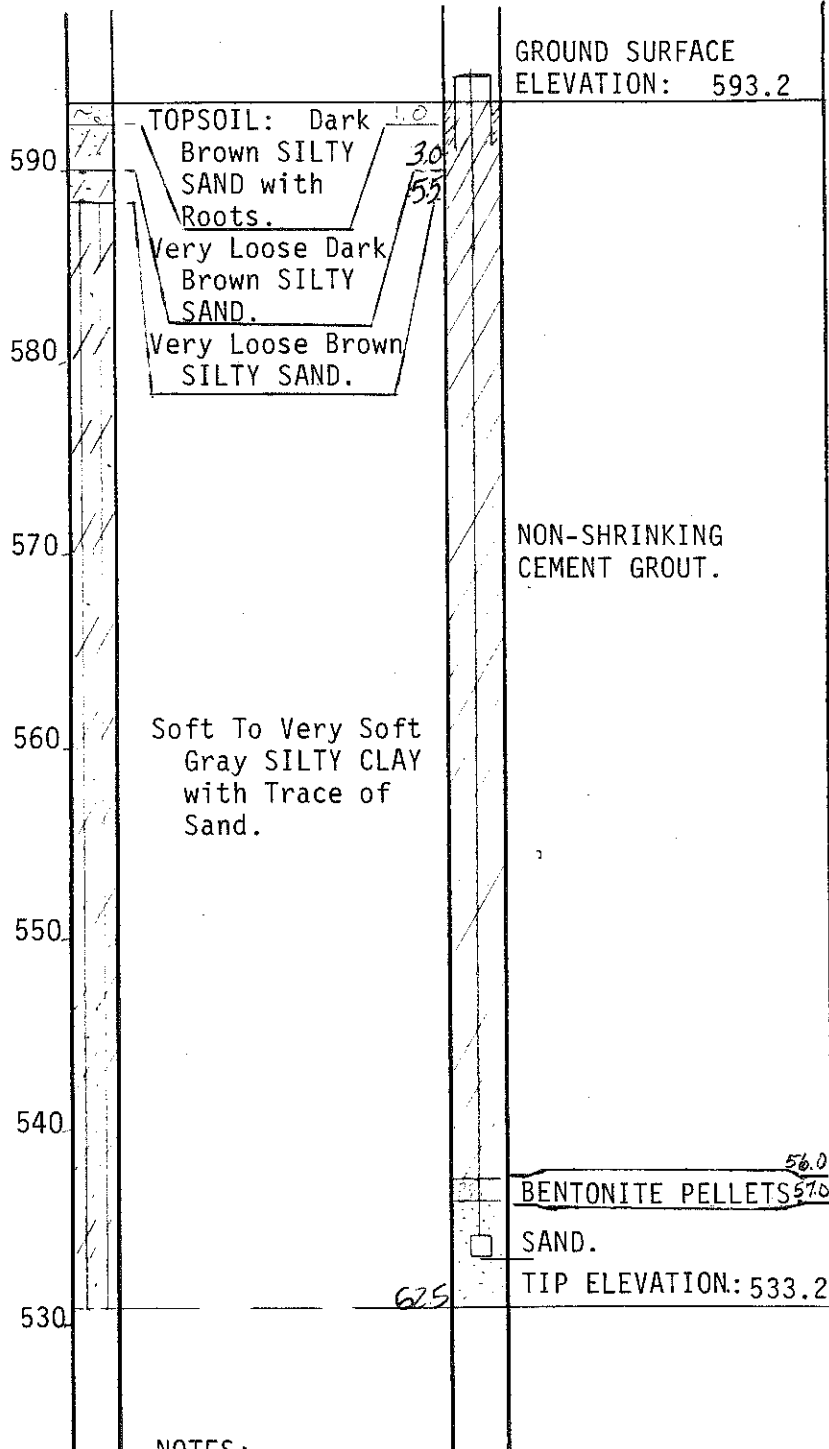 GROUND SURFACE
ELEVATION: 593.2
TOPSOIL: Dark
Brown SILTY
SAND with
Roots.
1.0
590
3.0
5.5
Very Loose Dark
Brown SILTY
SAND.
580
Very Loose Brown
SILTY SAND.
570
NON-SHRINKING
CEMENT GROUT.
560
Soft To Very Soft
Gray SILTY CLAY
with Trace of
Sand.
550
540
56.0
BENTONITE PELLETS 57.0
SAND.
TIP ELEVATION: 533.2
62.5
530
NOTES: